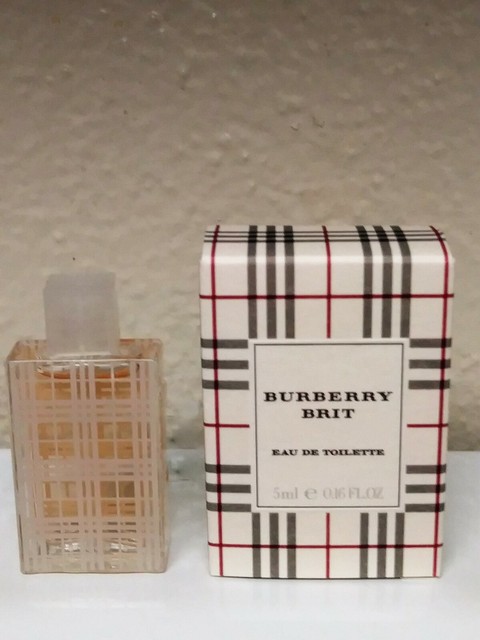 BURBERRY
BRIT
EAU DE TOILETTE
5ml e 0.16 FL.OZ